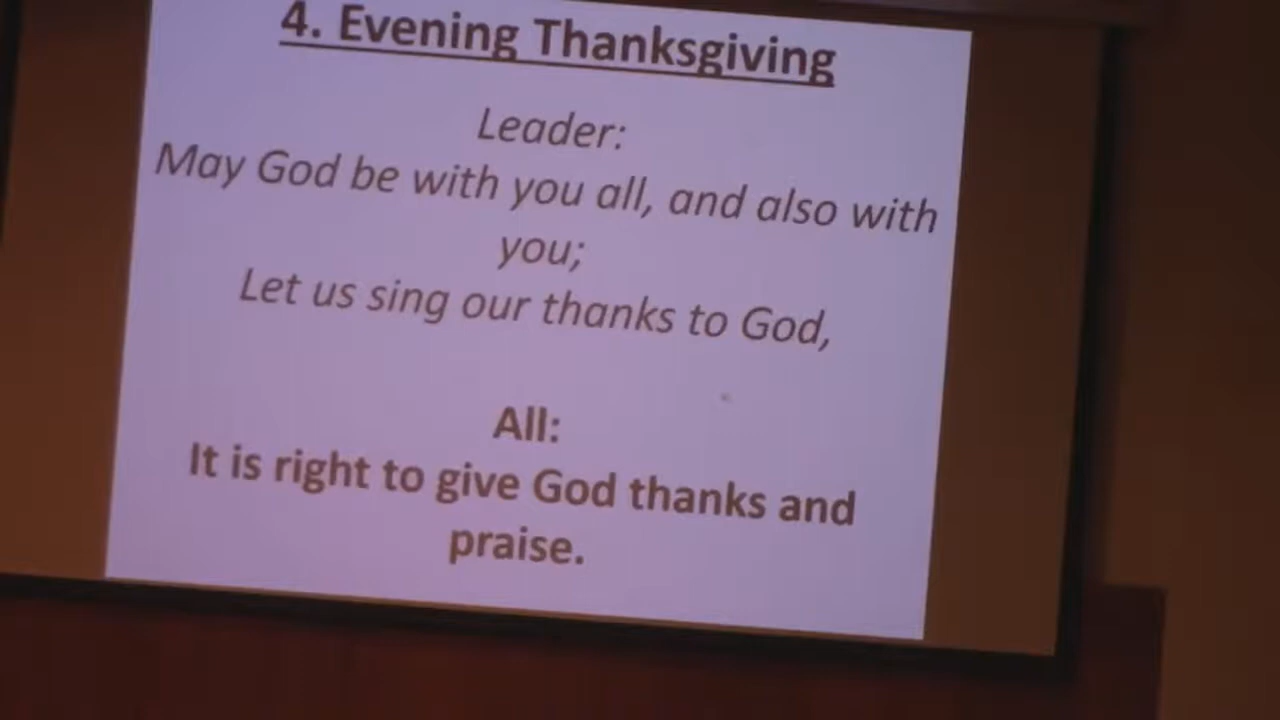 4. Evening Thanksgiving
Leader:
May God be with you all, and also with
you;
Let us sing our thanks to God,
All:
It is right to give God thanks and
praise.